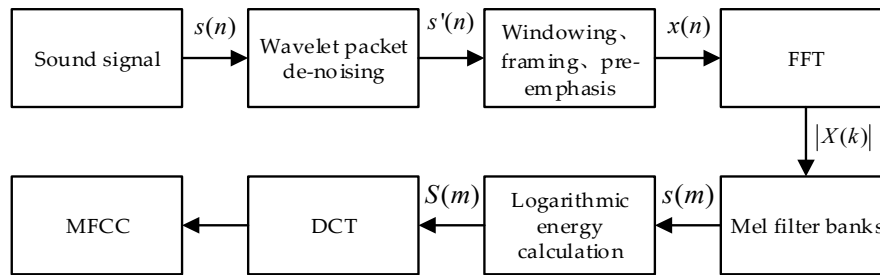 s(n)
s'(n)
x(n)
Sound signal
Wavelet packet
de-noising
Windowing、
framing、pre-
emphasis
FFT
|X(k)|
MFCC
DCT
S(m)
Logarithmic
energy
calculation
s(m)
Mel filter banks